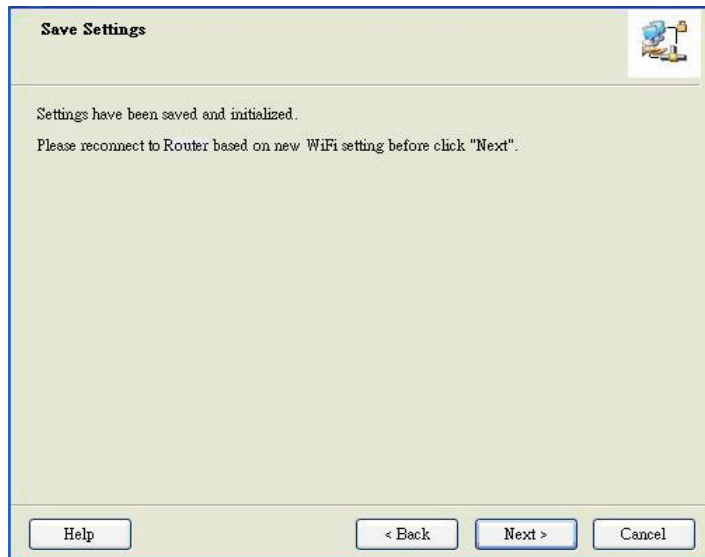 Save Settings
Settings have been saved and initialized.
Please reconnect to Router based on new WiFi setting before click "Next".
Help
< Back
Next >
Cancel